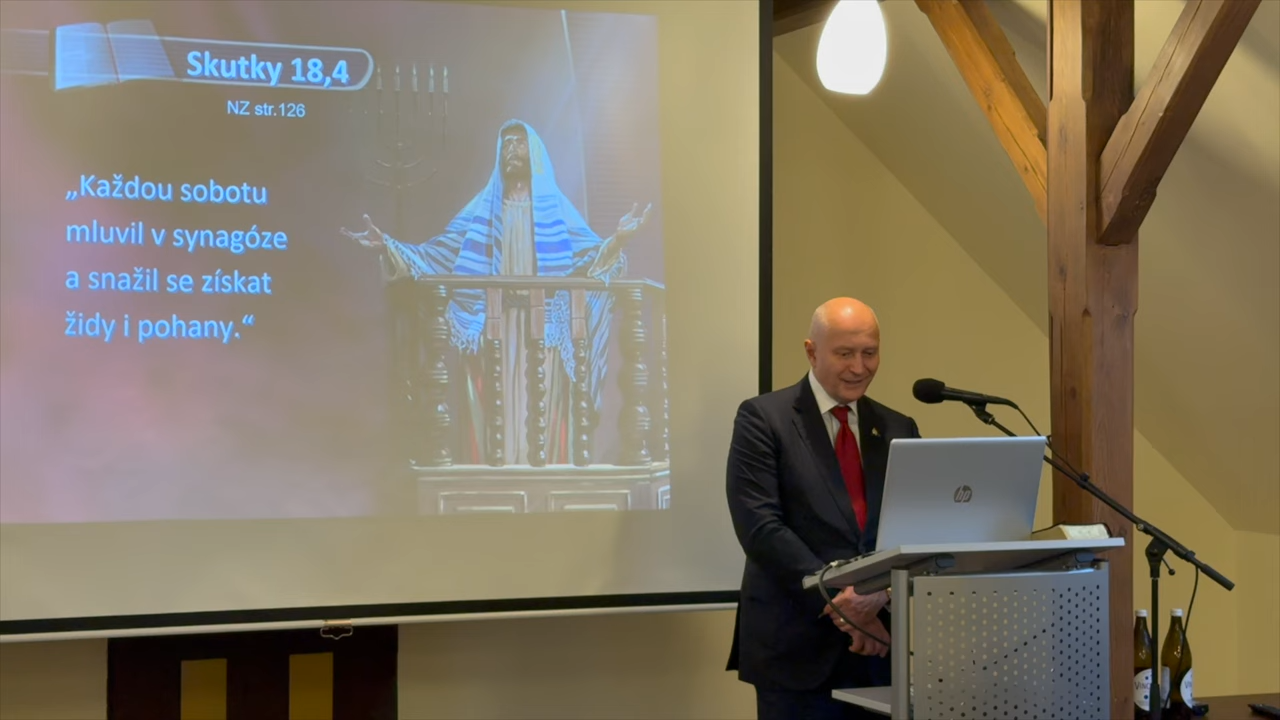 Skutky 18,4
NZ str.126
„Každou sobotu
mluvil v synagóze
a snažil se získat
židy i pohany.“
hp